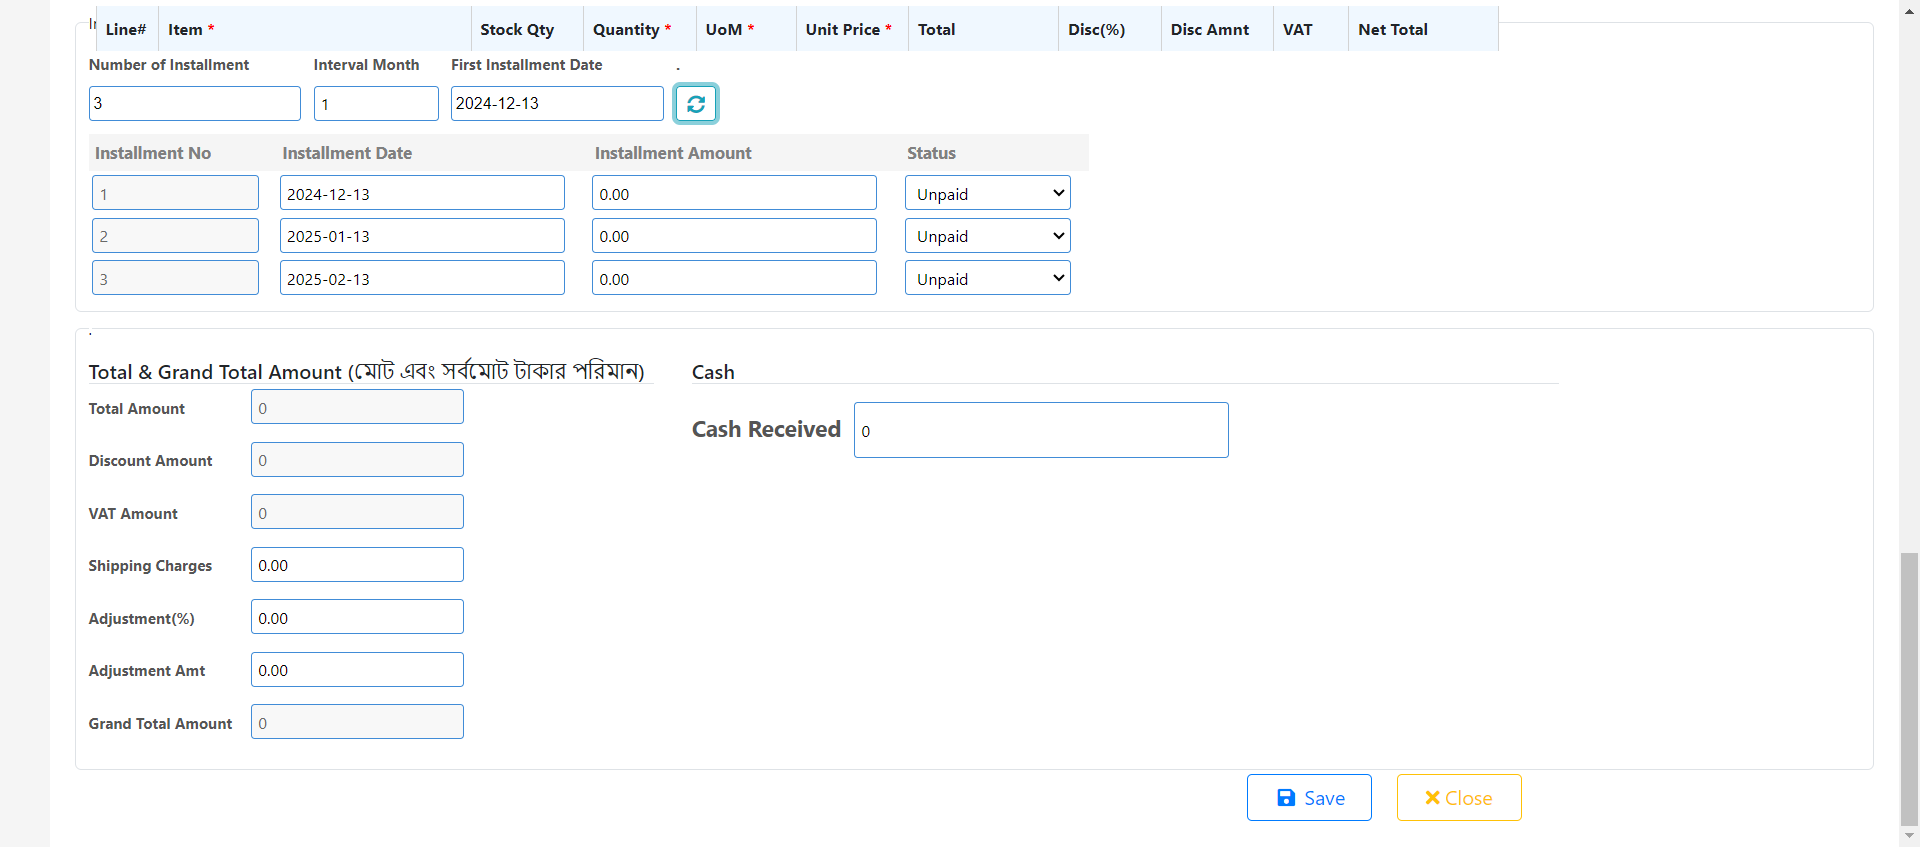 Line# Item * Stock Qty Quantity * UoM * Unit Price * Total Disc(%) Disc Amnt VAT Net Total
Number of Installment Interval Month First Installment Date .
3 1 2024-12-13
Installment No Installment Date Installment Amount Status
1 2024-12-13 0.00 Unpaid
2 2025-01-13 0.00 Unpaid
3 2025-02-13 0.00 Unpaid
.
Total & Grand Total Amount (মোট এবং সর্বমোট টাকার পরিমান) Cash
Total Amount 0
Cash Received 0
Discount Amount 0
VAT Amount 0
Shipping Charges 0.00
Adjustment(%) 0.00
Adjustment Amt 0.00
Grand Total Amount 0
Save Close